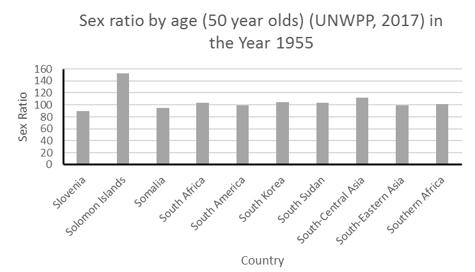 Sex ratio by age (50 year olds) (UNWPP, 2017) in
the Year 1955
Sex Ratio
160
140
120
100
80
60
40
20
0
Slovenia
Solomon Islands
Somalia
South Africa
South America
South Korea
South Sudan
South-Central Asia
South-Eastern Asia
Southern Africa
Country